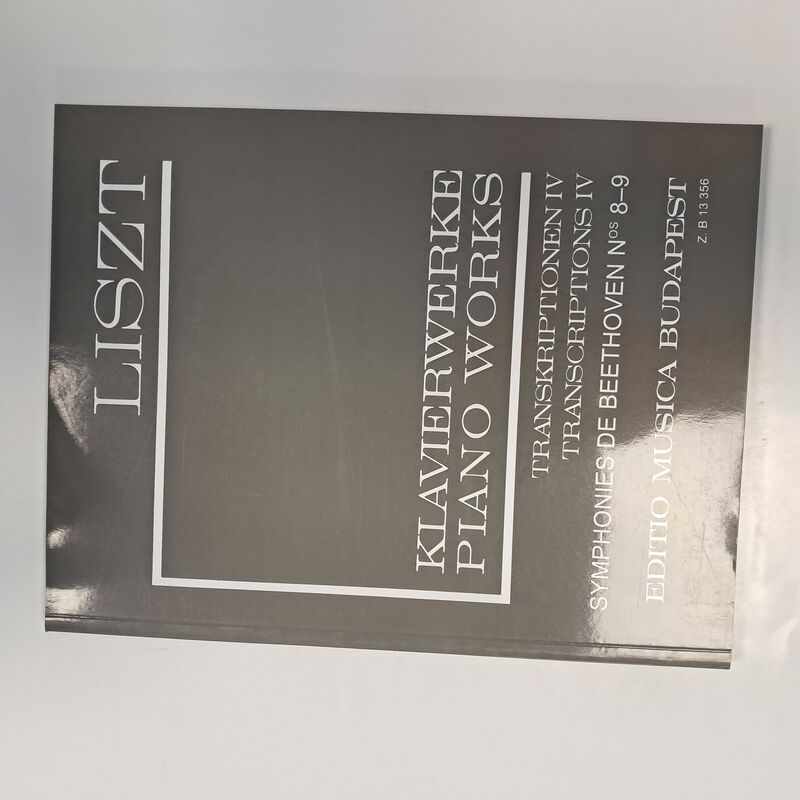 LISZT
KLAVIERWERKE
PIANO WORKS
TRANSKRIPTIONEN IV
TRANSCRIPTIONS IV
SYMPHONIES DE BEETHOVEN NOS 8–9
EDITIO MUSICA BUDAPEST
Z. B 13 356